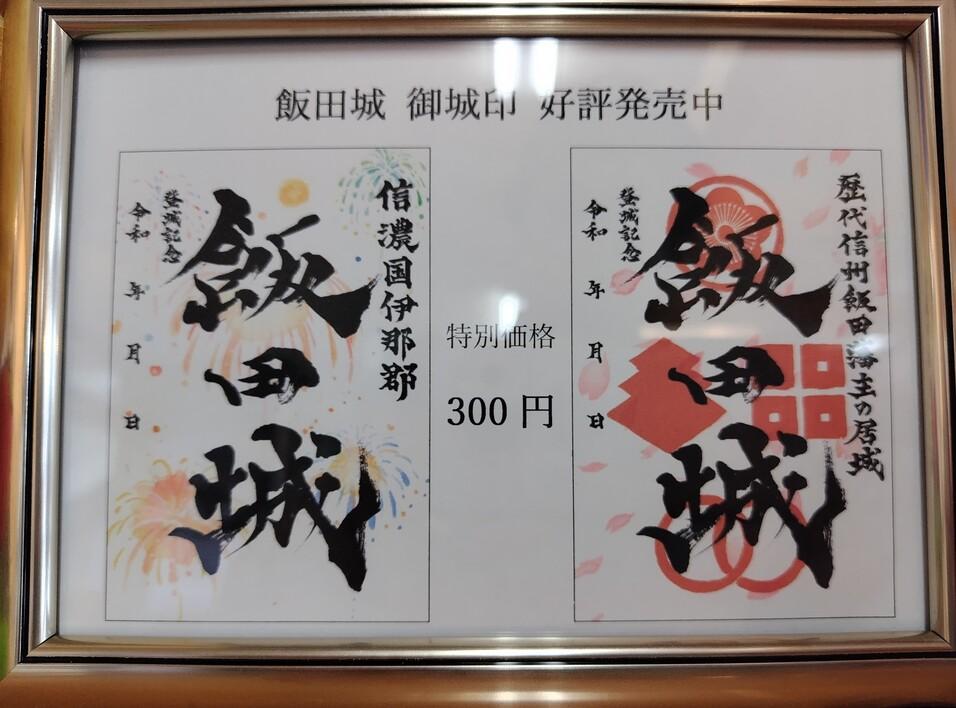 飯田城 御城印 好評発売中
信濃国伊那郡
飯田城
登城記念
令和 年 月 日
特別価格
300円
歴代信州飯田藩主の居城
飯田城
登城記念
令和 年 月 日